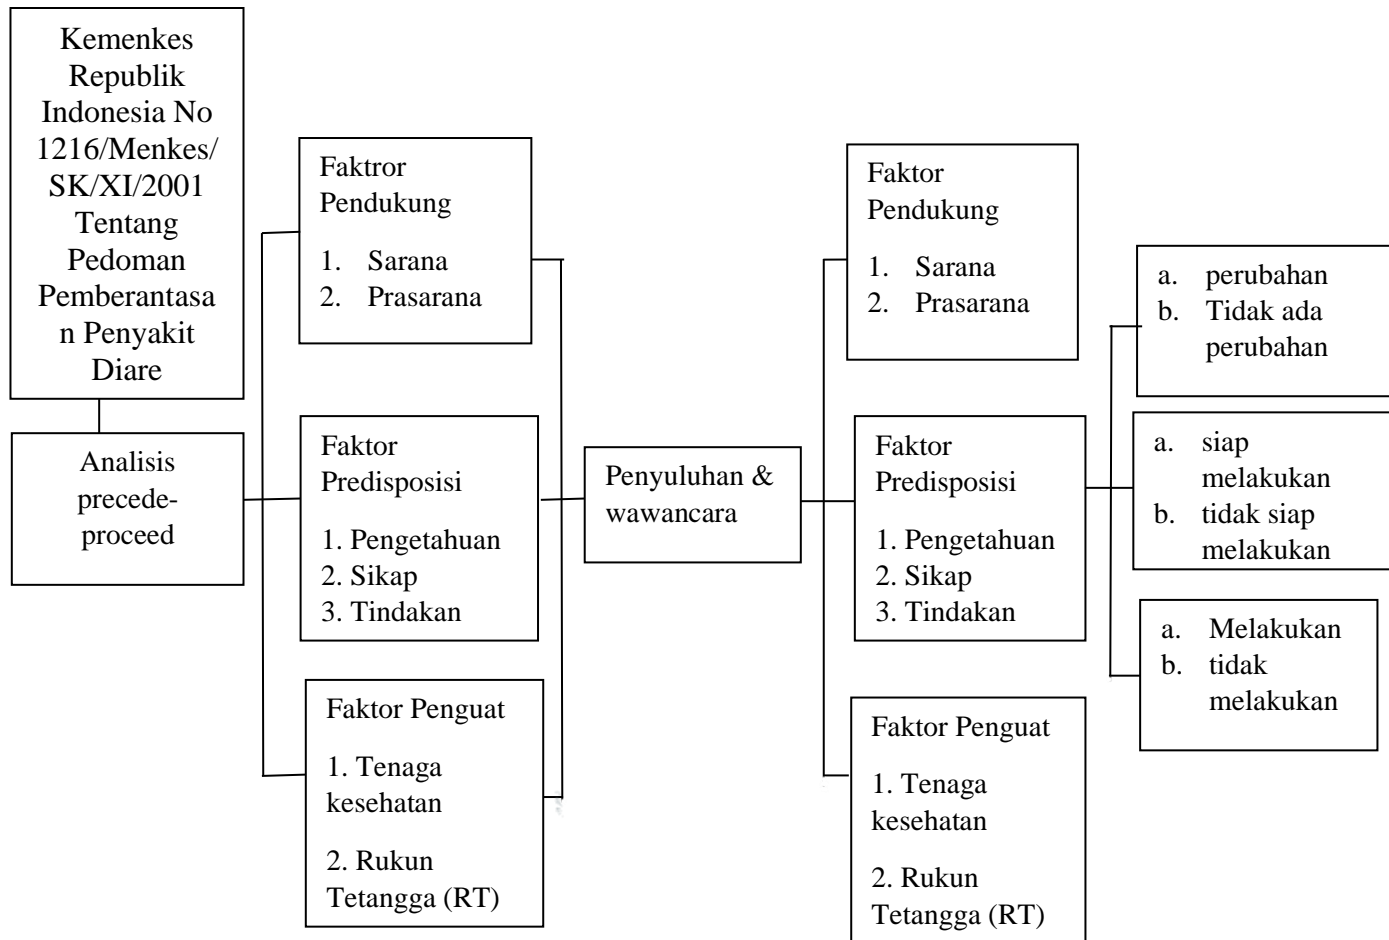 Kemenkes
Republik
Indonesia No
1216/Menkes/
SK/XI/2001
Tentang
Pedoman
Pemberantasa
n Penyakit
Diare
Analisis
precede-
proceed
Faktror
Pendukung
1. Sarana
2. Prasarana
Faktor
Predisposisi
1. Pengetahuan
2. Sikap
3. Tindakan
Faktor Penguat
1. Tenaga
kesehatan
2. Rukun
Tetangga (RT)
Penyuluhan &
wawancara
Faktor
Pendukung
1. Sarana
2. Prasarana
Faktor
Predisposisi
1. Pengetahuan
2. Sikap
3. Tindakan
Faktor Penguat
1. Tenaga
kesehatan
2. Rukun
Tetangga (RT)
a. perubahan
b. Tidak ada
perubahan
a. siap
melakukan
b. tidak siap
melakukan
a. Melakukan
b. tidak
melakukan